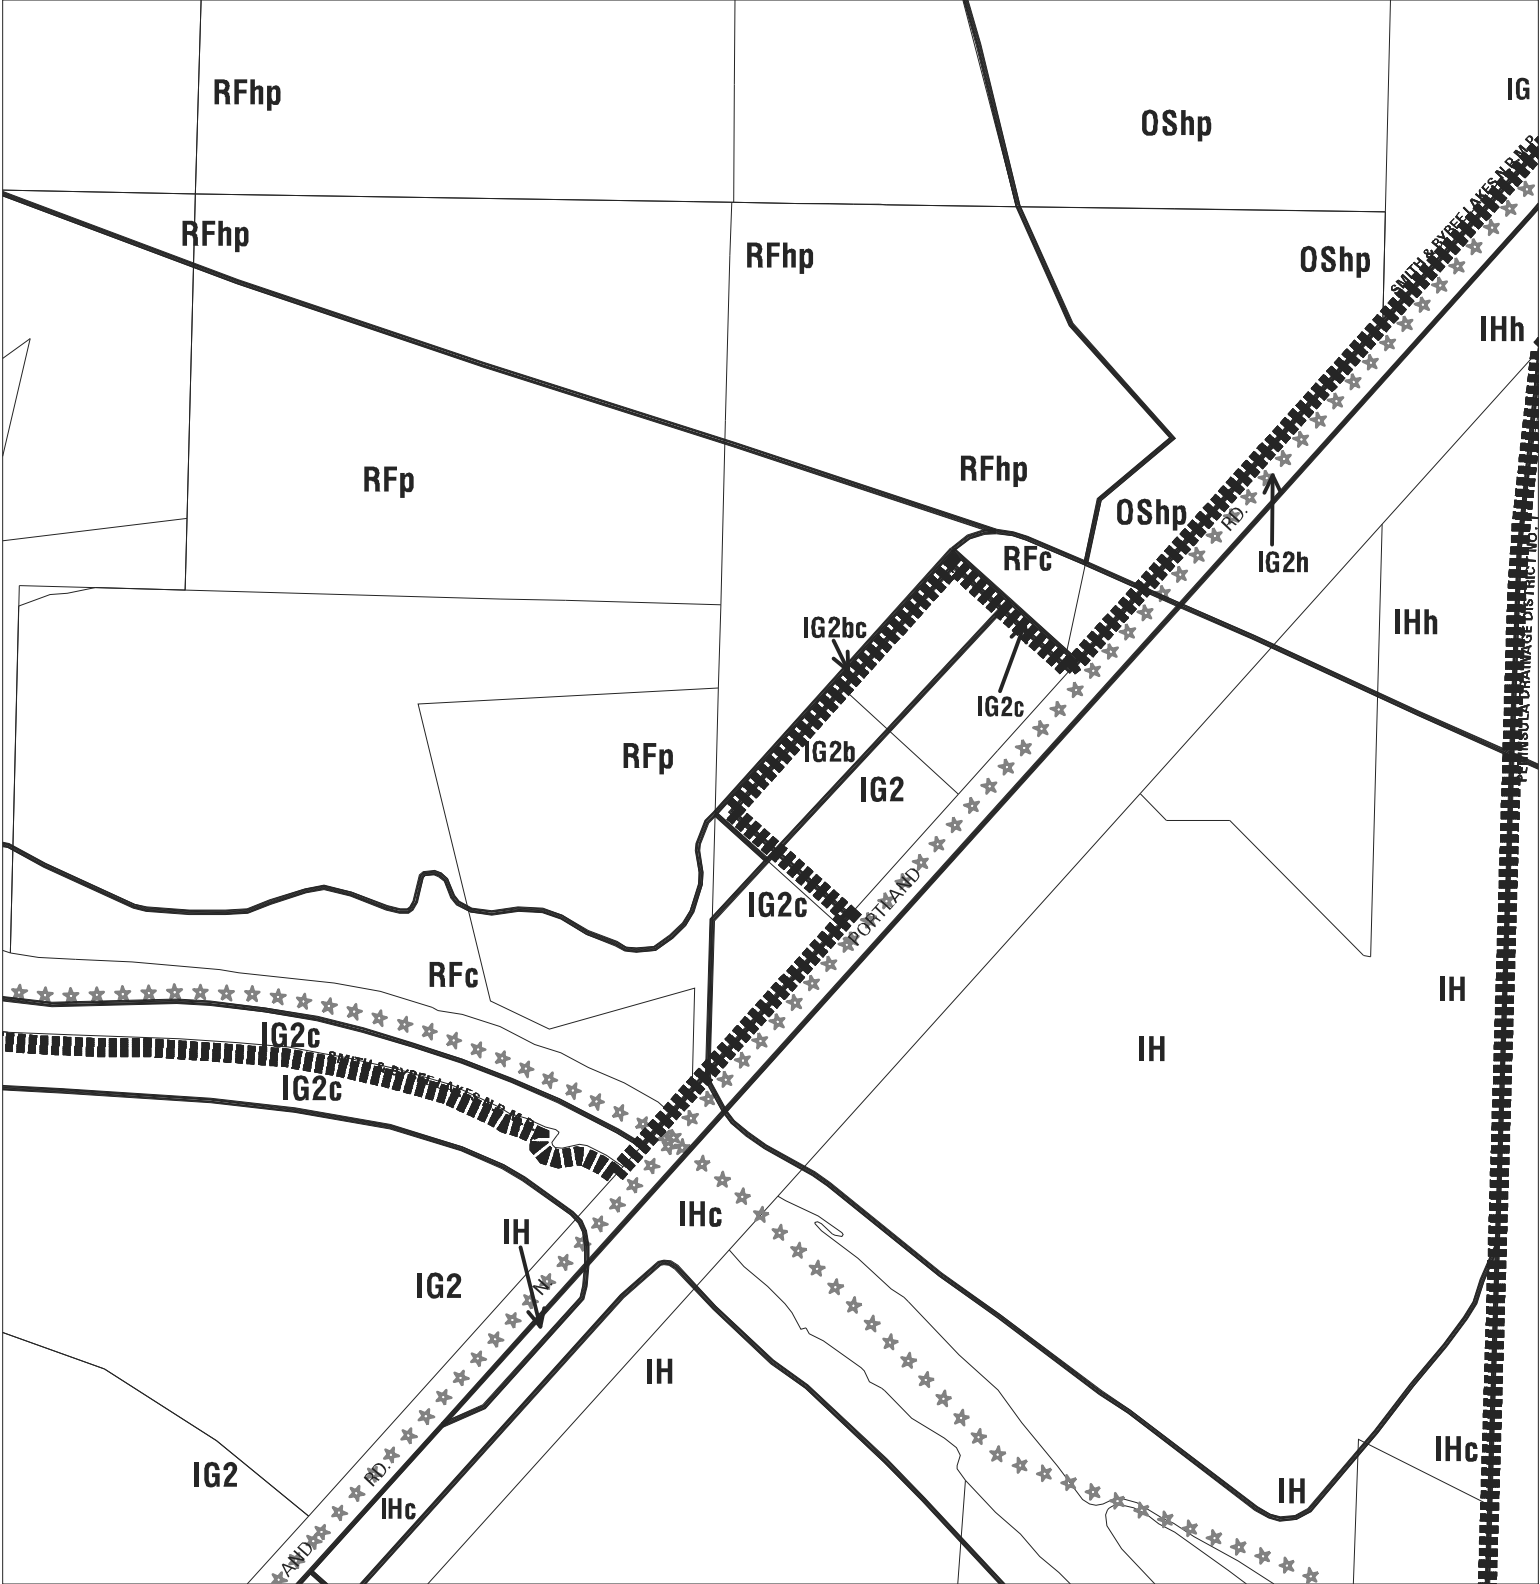 RFhp
IG
OShp
SMITH & BYBEE LAKES N.R.M.P.
RFhp
RFhp
OShp
IHh
RFp
RFhp
OShp
RD.
IG2h
RFc
IG2bc
IHh
PENINSULA DRAINAGE DISTRICT NO. 1
IG2c
RFp
IG2b
IG2
IG2c
PORTLAND
RFc
IH
IG2c
IH
SMITH & BYBEE LAKES N.R.M.P.
IG2c
IHc
IH
IG2
N.
IH
IHc
IG2
RD.
IH
IHc
AND